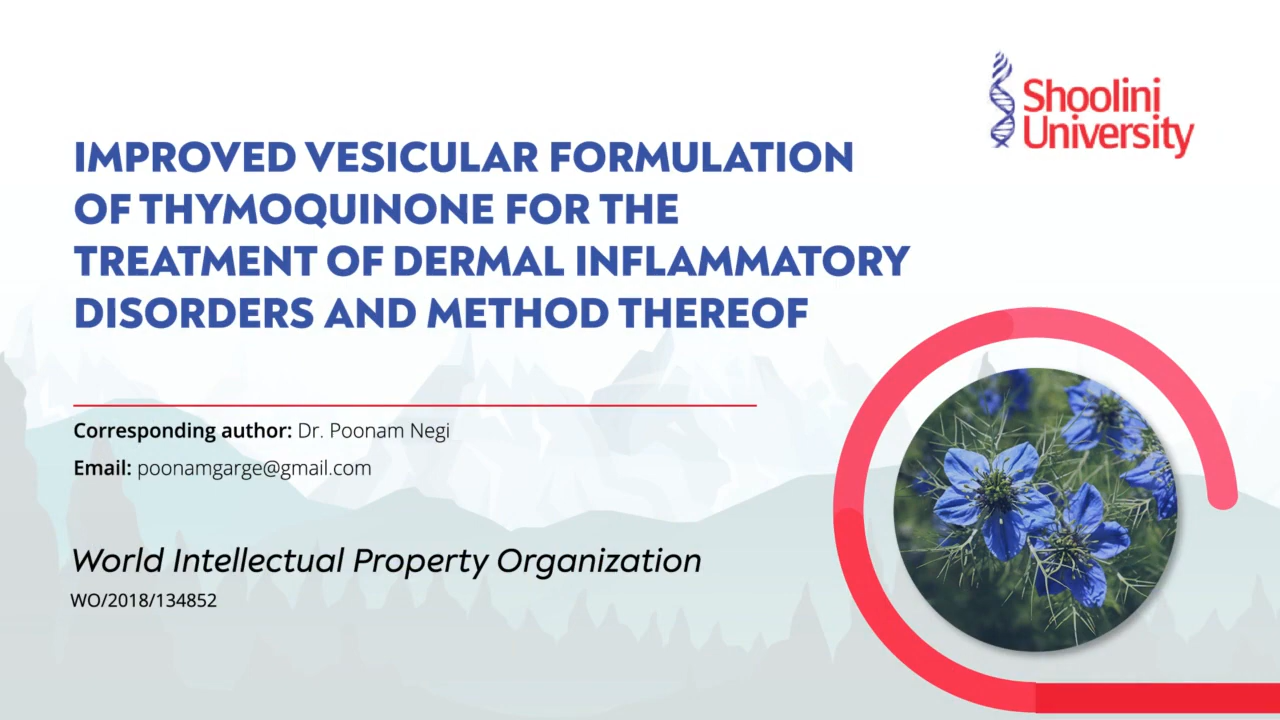 Shoolini
University
IMPROVED VESICULAR FORMULATION
OF THYMOQUINONE FOR THE
TREATMENT OF DERMAL INFLAMMATORY
DISORDERS AND METHOD THEREOF
Corresponding author: Dr. Poonam Negi
Email: poonamgarge@gmail.com
World Intellectual Property Organization
WO/2018/134852